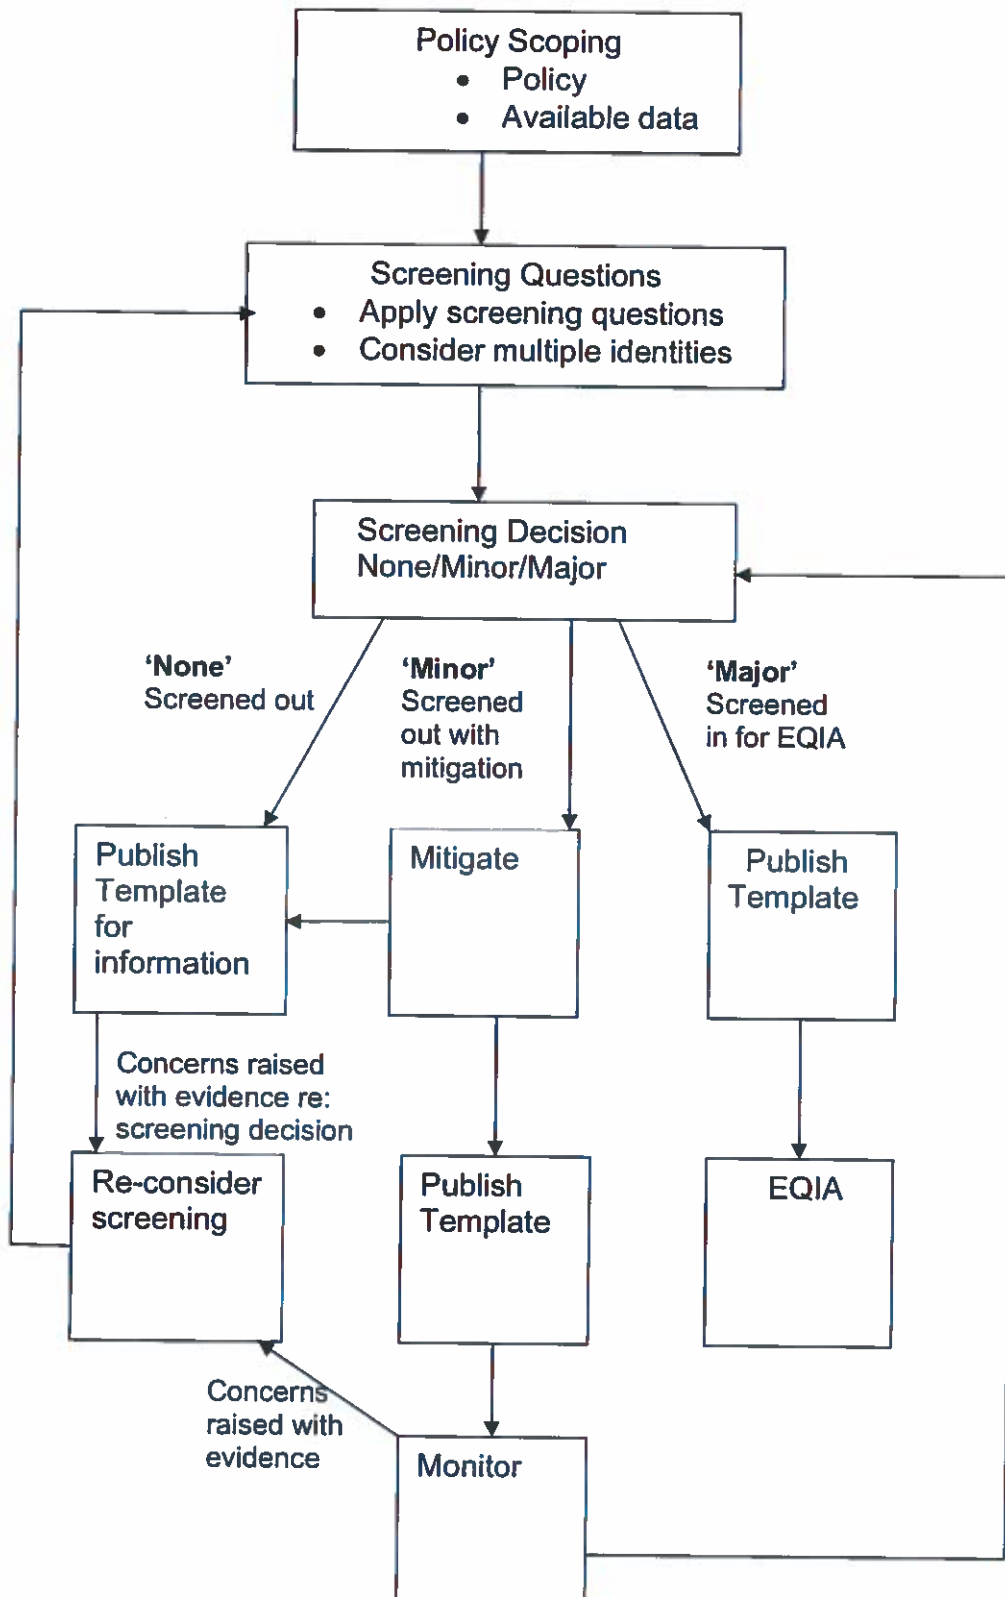 Policy Scoping
• Policy
• Available data
Screening Questions
• Apply screening questions
• Consider multiple identities
Screening Decision
None/Minor/Major
‘None’
Screened out
‘Minor’
Screened
out with
mitigation
‘Major’
Screened
in for EQIA
Publish
Template
for
information
Mitigate
Publish
Template
Concerns raised
with evidence re:
screening decision
Re-consider
screening
Publish
Template
EQIA
Concerns
raised with
evidence
Monitor